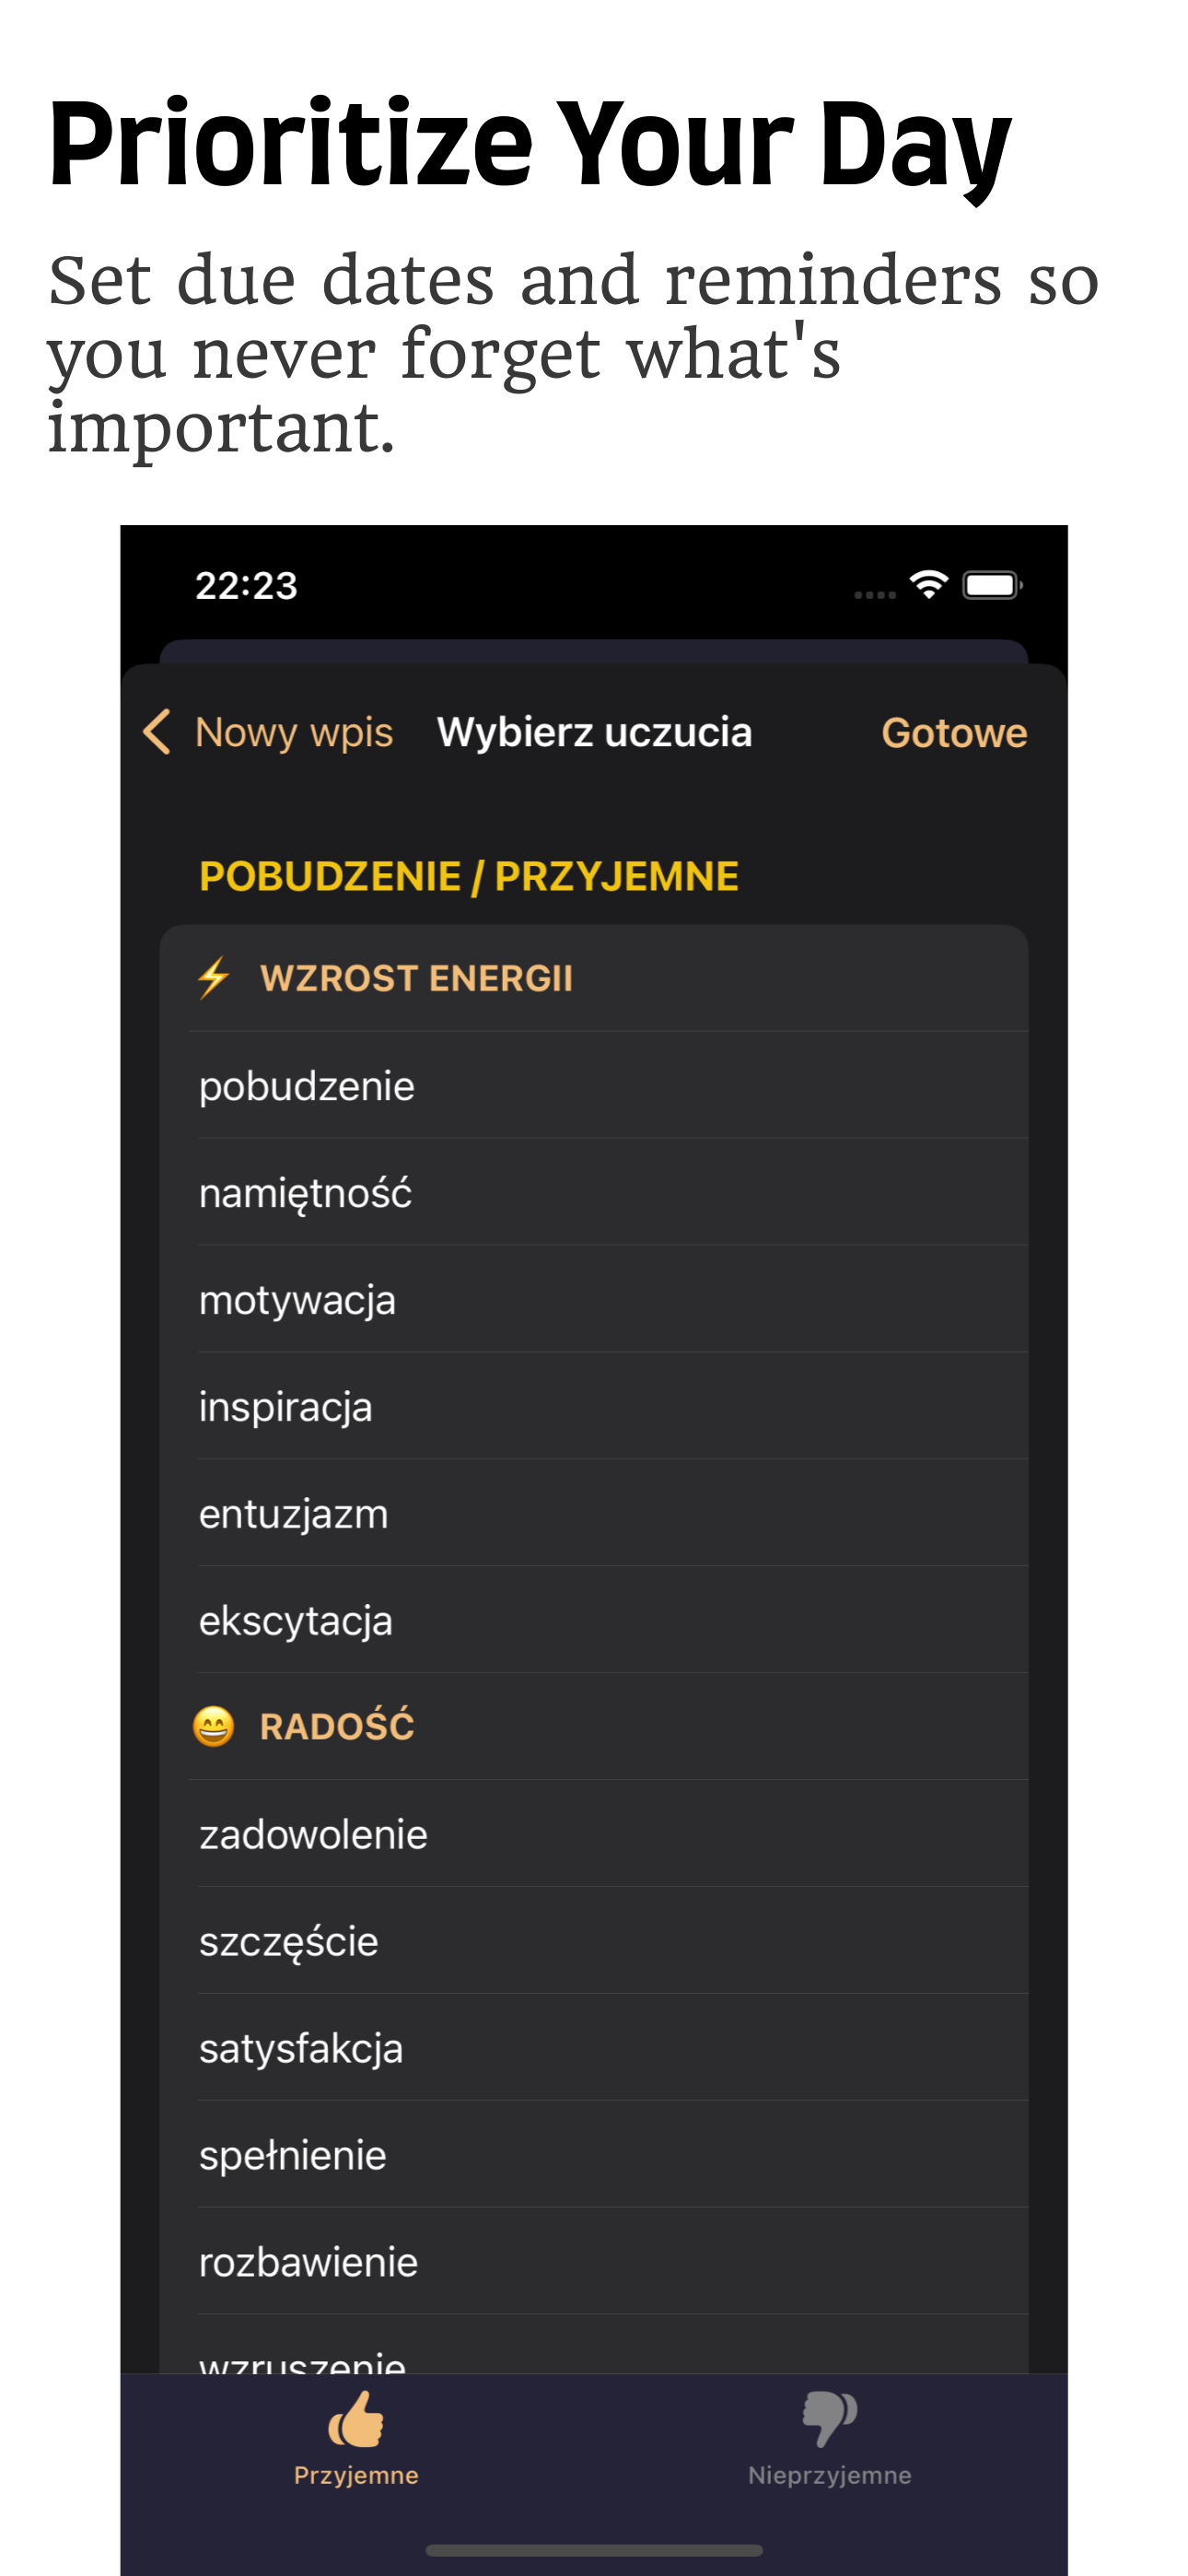 Prioritize Your Day
Set due dates and reminders so
you never forget what's
important.
22:23
Nowy wpis Wybierz uczucia Gotowe
POBUDZENIE / PRZYJEMNE
WZROST ENERGII
pobudzenie
namiętność
motywacja
inspiracja
entuzjazm
ekscytacja
RADOŚĆ
zadowolenie
szczęście
satysfakcja
spełnienie
rozbawienie
wzruszenie
Przyjemne Nieprzyjemne